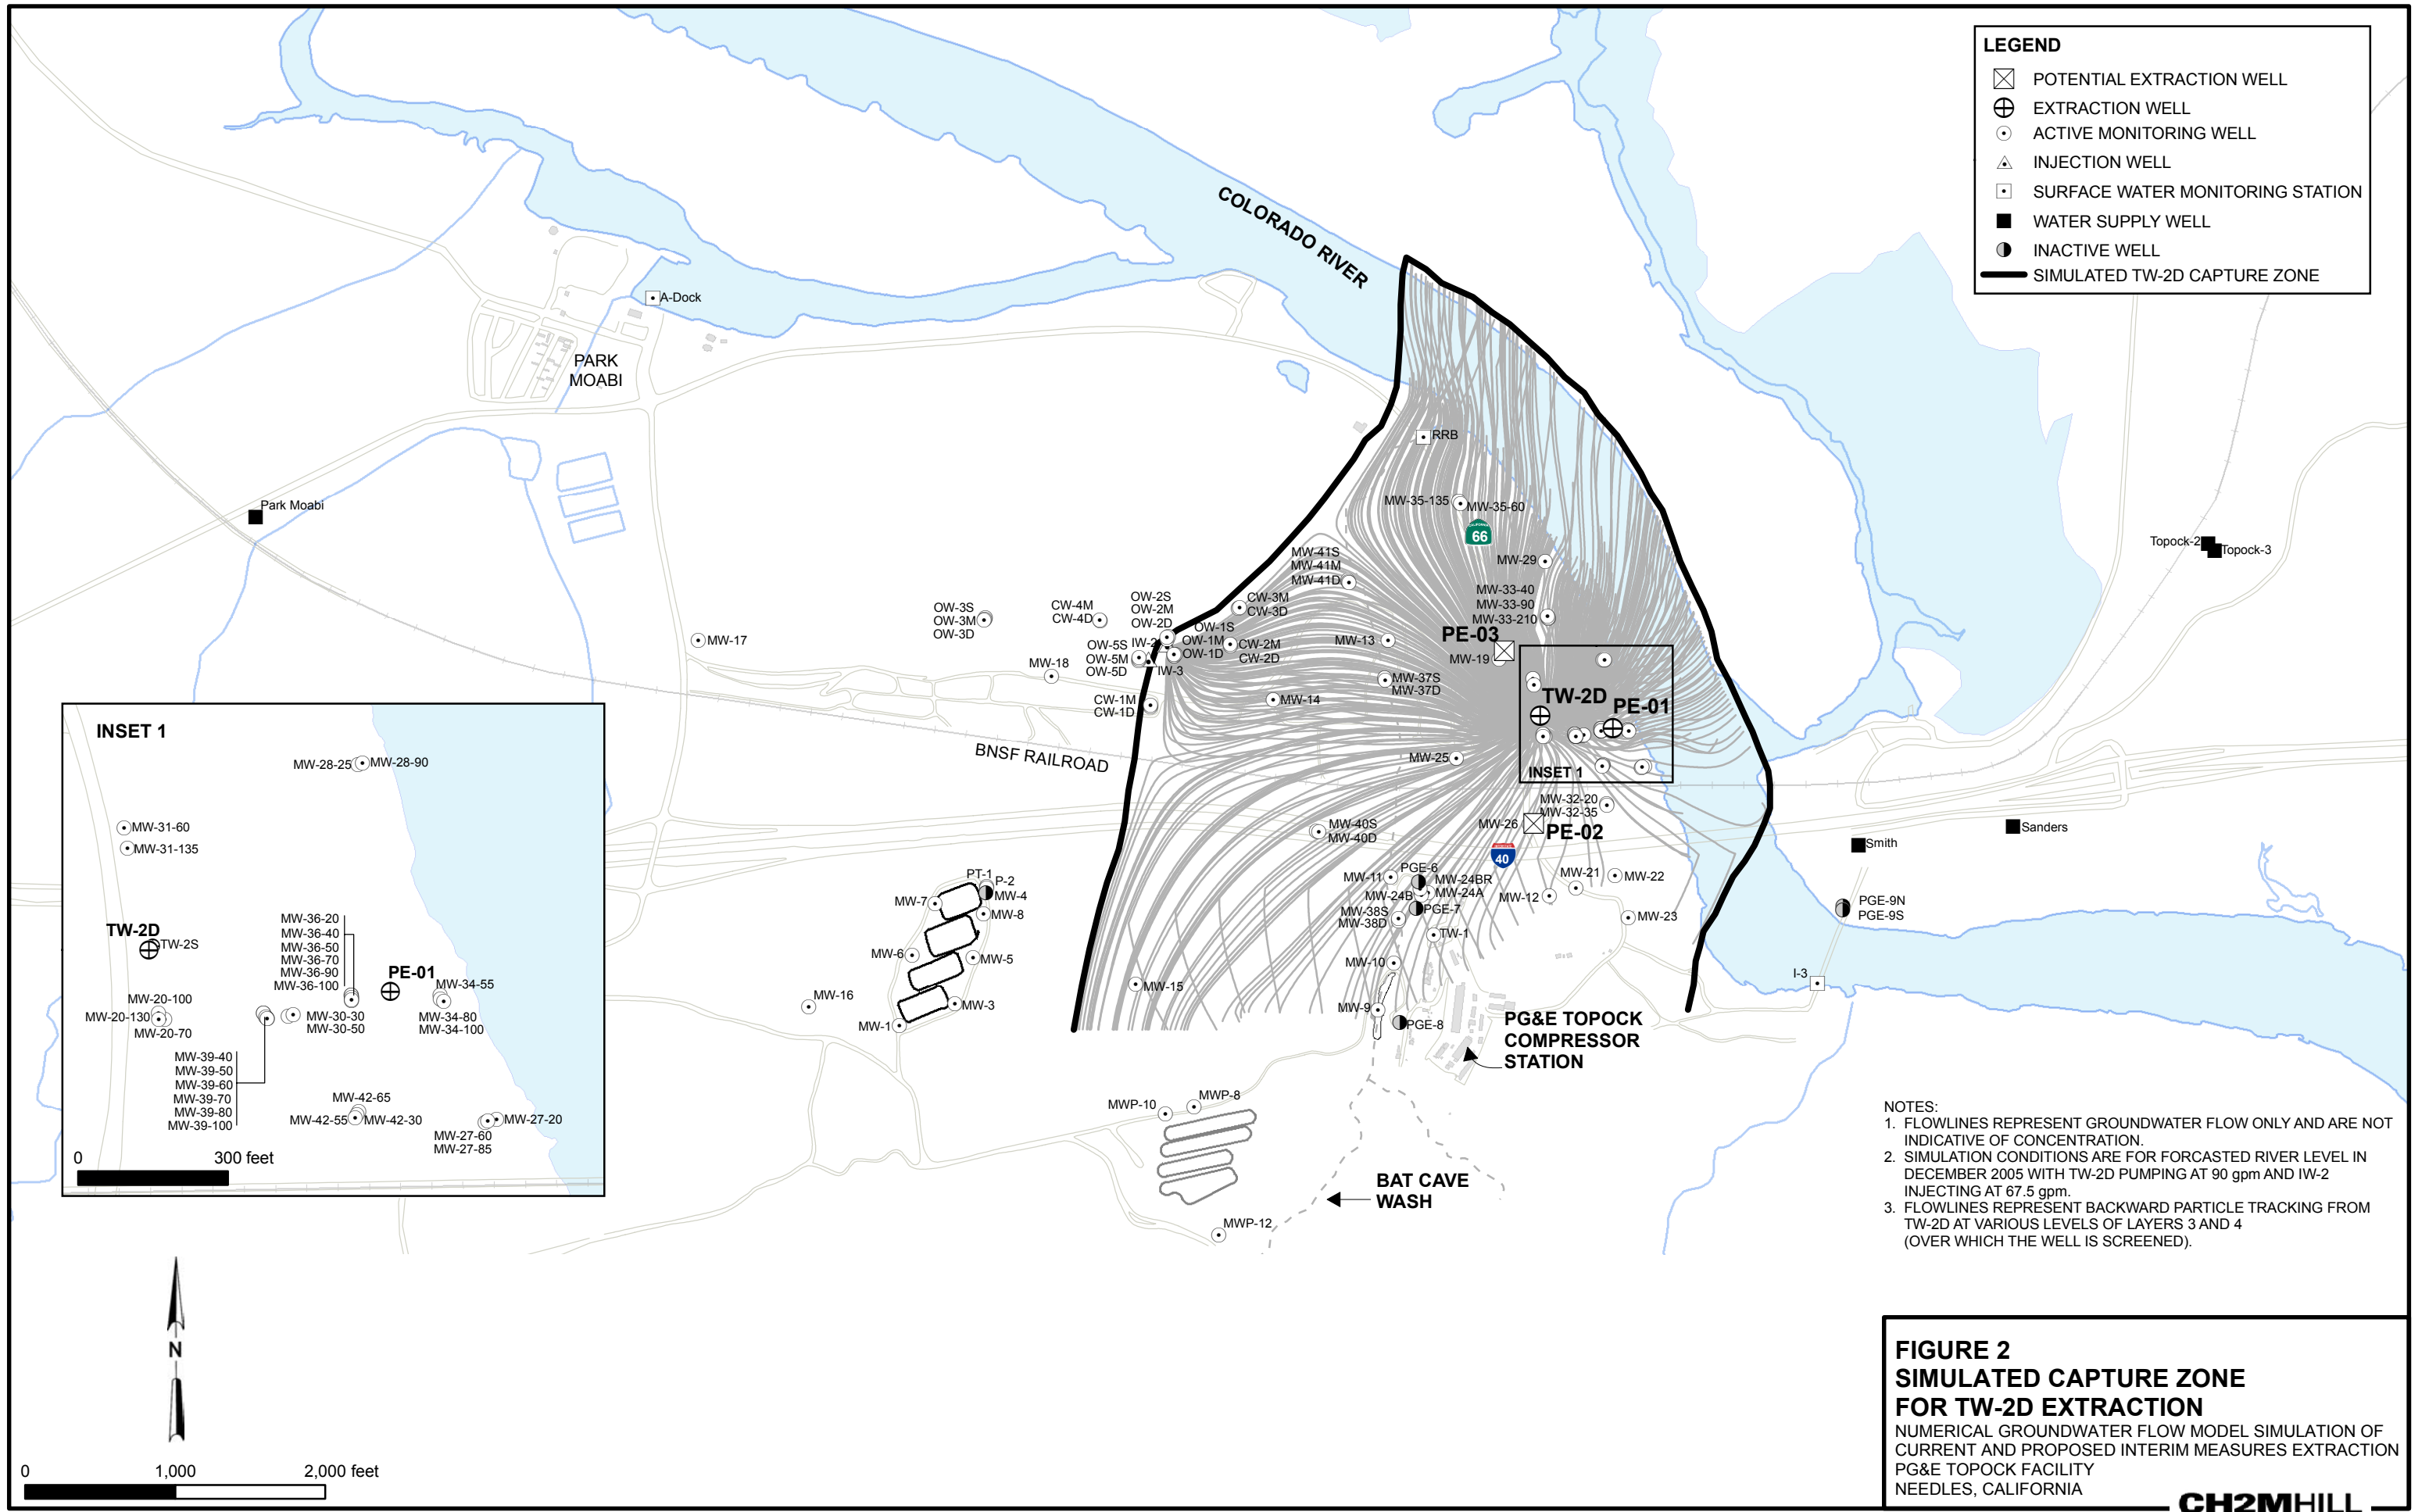 LEGEND
POTENTIAL EXTRACTION WELL
EXTRACTION WELL
ACTIVE MONITORING WELL
INJECTION WELL
SURFACE WATER MONITORING STATION
WATER SUPPLY WELL
INACTIVE WELL
SIMULATED TW-2D CAPTURE ZONE
COLORADO RIVER
A-Dock
PARK
MOABI
Park Moabi
RRB
MW-35-135
MW-35-60
CALIFORNIA
66
MW-29
MW-41S
MW-41M
MW-41D
MW-33-40
MW-33-90
MW-33-210
Topock-2
Topock-3
OW-3S
OW-3M
OW-3D
CW-4M
CW-4D
OW-2S
OW-2M
OW-2D
CW-3M
CW-3D
OW-1S
OW-1M
OW-1D
IW-2
OW-5S
OW-5M
OW-5D
IW-3
CW-2M
CW-2D
MW-13
PE-03
MW-19
MW-17
MW-18
CW-1M
CW-1D
MW-14
MW-37S
MW-37D
TW-2D
PE-01
INSET 1
MW-25
BNSF RAILROAD
MW-32-20
MW-32-35
MW-26
PE-02
MW-40S
MW-40D
40
Sanders
Smith
PGE-9N
PGE-9S
I-3
PT-1
P-2
MW-4
MW-7
MW-8
MW-6
MW-5
MW-3
MW-1
MW-16
MW-15
MW-11
PGE-6
MW-24BR
MW-24A
MW-24B
PGE-7
MW-38S
MW-38D
TW-1
MW-10
MW-9
PGE-8
MW-12
MW-21
MW-22
MW-23
PG&E TOPOCK
COMPRESSOR
STATION
MWP-10
MWP-8
MWP-12
BAT CAVE
WASH
INSET 1
MW-28-25
MW-28-90
MW-31-60
MW-31-135
TW-2D
TW-2S
MW-36-20
MW-36-40
MW-36-50
MW-36-70
MW-36-90
MW-36-100
PE-01
MW-34-55
MW-34-80
MW-34-100
MW-20-100
MW-20-130
MW-20-70
MW-30-30
MW-30-50
MW-39-40
MW-39-50
MW-39-60
MW-39-70
MW-39-80
MW-39-100
MW-42-65
MW-42-55
MW-42-30
MW-27-20
MW-27-60
MW-27-85
0 300 feet
NOTES:
1. FLOWLINES REPRESENT GROUNDWATER FLOW ONLY AND ARE NOT
INDICATIVE OF CONCENTRATION.
2. SIMULATION CONDITIONS ARE FOR FORCASTED RIVER LEVEL IN
DECEMBER 2005 WITH TW-2D PUMPING AT 90 gpm AND IW-2
INJECTING AT 67.5 gpm.
3. FLOWLINES REPRESENT BACKWARD PARTICLE TRACKING FROM
TW-2D AT VARIOUS LEVELS OF LAYERS 3 AND 4
(OVER WHICH THE WELL IS SCREENED).
N
0 1,000 2,000 feet
FIGURE 2
SIMULATED CAPTURE ZONE
FOR TW-2D EXTRACTION
NUMERICAL GROUNDWATER FLOW MODEL SIMULATION OF
CURRENT AND PROPOSED INTERIM MEASURES EXTRACTION
PG&E TOPOCK FACILITY
NEEDLES, CALIFORNIA
CH2MHILL